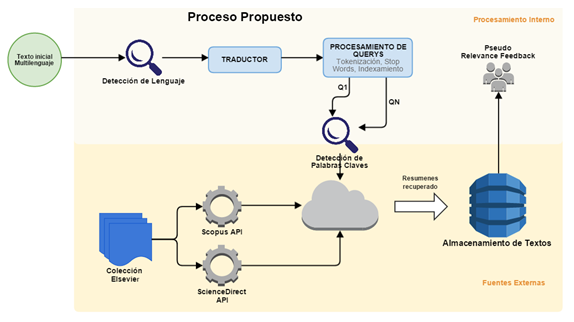 Proceso Propuesto
Procesamiento Interno
Texto inicial
Multilenguaje
Detección de Lenguaje
TRADUCTOR
PROCESAMIENTO DE
QUERYS
Tokenización, Stop
Words, Indexamiento
Pseudo
Relevance Feedback
Q1
QN
Detección de
Palabras Claves
Resumenes
recuperado
Scopus API
Almacenamiento de Textos
Colección
Elsevier
ScienceDirect
API
Fuentes Externas